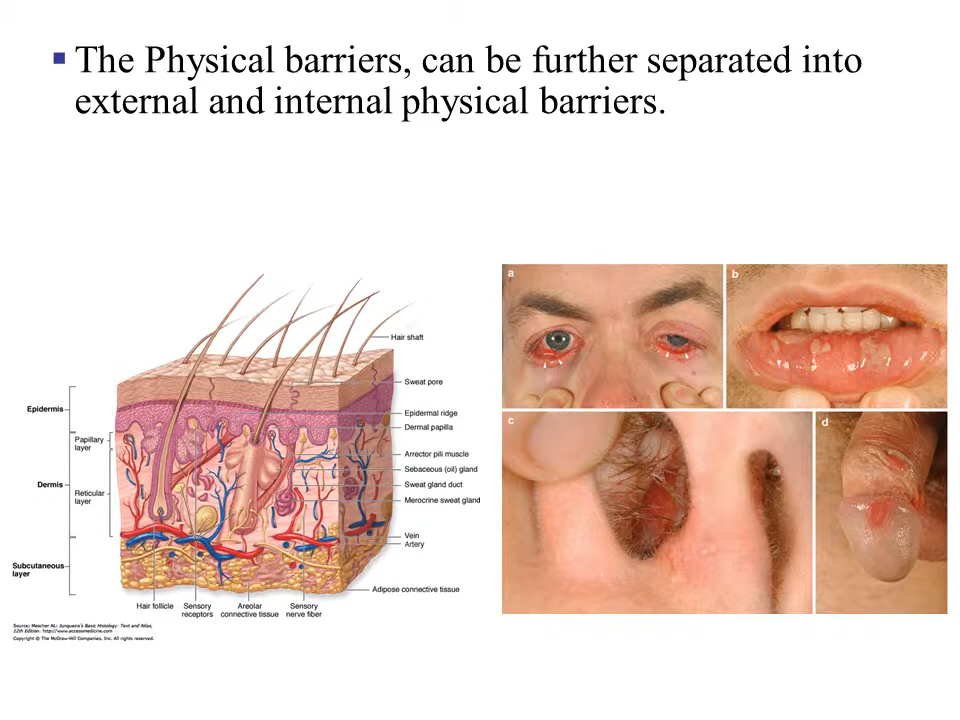 The Physical barriers, can be further separated into
external and internal physical barriers.
Hair shaft
Sweat pore
Epidermis
Epidermal ridge
Dermal papilla
Papillary
layer
Arrector pili muscle
Sebaceous (oil) gland
Dermis
Sweat gland duct
Reticular
layer
Merocrine sweat gland
Vein
Artery
Subcutaneous
layer
Adipose connective tissue
Hair follicle
Sensory
receptors
Areolar
connective tissue
Sensory
nerve fiber
Source: Mescher AL: Junqueira's Basic Histology: Text and Atlas,
12th Edition: http://www.accessmedicine.com
Copyright © The McGraw-Hill Companies, Inc. All rights reserved.
a
b
c
d